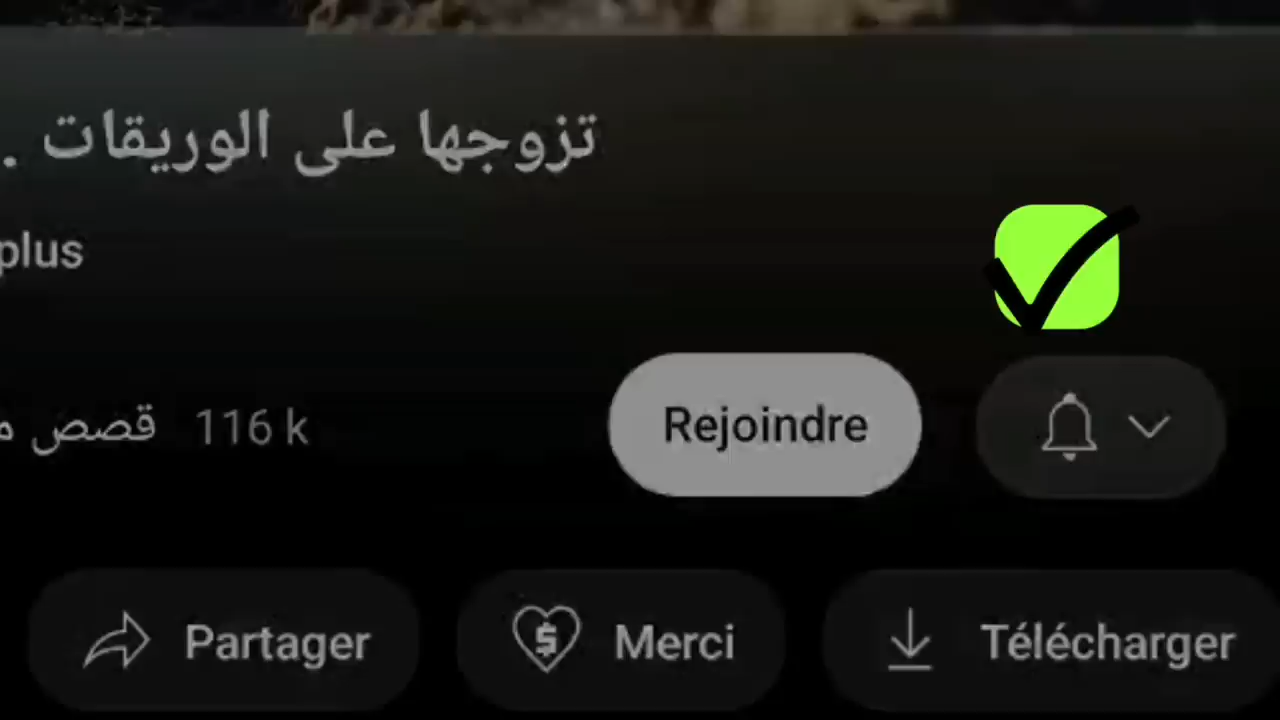 تزوجها على الوريقات .
plus
قصص 116 k
Rejoindre
Partager
Merci
Télécharger